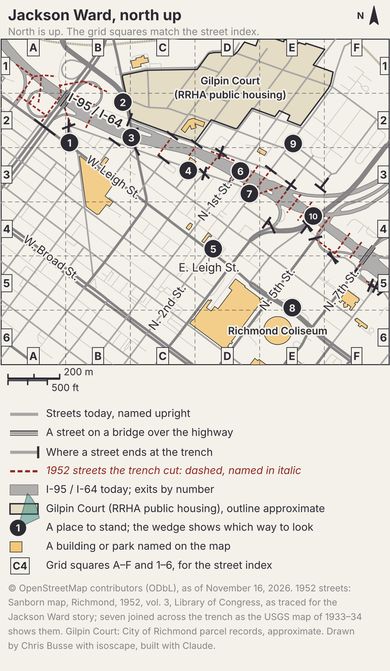 Jackson Ward, north up
N
North is up. The grid squares match the street index.
A B C D E F
1
Gilpin Court
(RRHA public housing)
1
2
I-95 / I-64
2
2
3
1
9
W. Leigh St.
4
6
3
3
7
N. 1st St.
10
4
4
W. Broad St.
5
E. Leigh St.
5
5
N. 2nd St.
N. 5th St.
N. 7th St.
8
Richmond Coliseum
6
6
A B C D E F
200 m
500 ft
Streets today, named upright
A street on a bridge over the highway
Where a street ends at the trench
1952 streets the trench cut: dashed, named in italic
I-95 / I-64 today; exits by number
Gilpin Court (RRHA public housing), outline approximate
1 A place to stand; the wedge shows which way to look
A building or park named on the map
C4 Grid squares A–F and 1–6, for the street index
© OpenStreetMap contributors (ODbL), as of November 16, 2026. 1952 streets:
Sanborn map, Richmond, 1952, vol. 3, Library of Congress, as traced for the
Jackson Ward story; seven joined across the trench as the USGS map of 1933–34
shows them. Gilpin Court: City of Richmond parcel records, approximate. Drawn
by Chris Busse with isoscape, built with Claude.